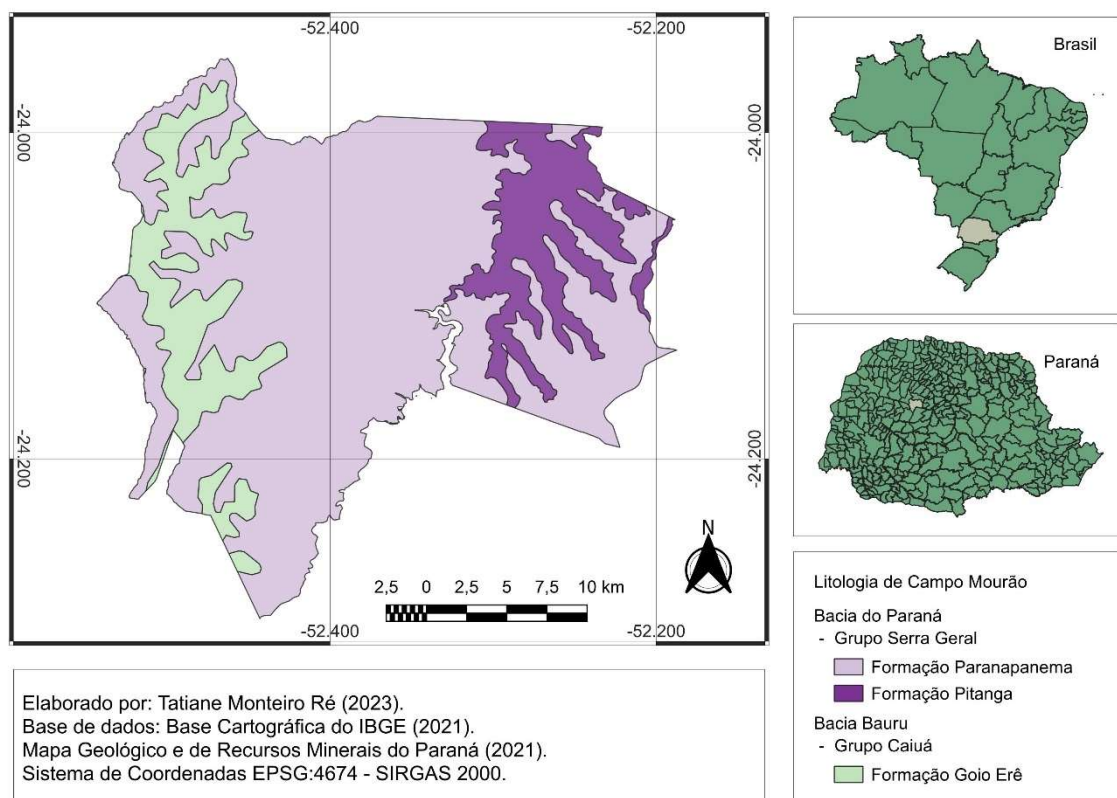 -52.400
-52.200
-24.000
-24.000
-24.200
-24.200
N
2,5 0 2,5 5 7,5 10 km
-52.400
-52.200
Brasil
Paraná
Litologia de Campo Mourão
Bacia do Paraná
- Grupo Serra Geral
Formação Paranapanema
Formação Pitanga
Bacia Bauru
- Grupo Caiuá
Formação Goio Erê
Elaborado por: Tatiane Monteiro Ré (2023).
Base de dados: Base Cartográfica do IBGE (2021).
Mapa Geológico e de Recursos Minerais do Paraná (2021).
Sistema de Coordenadas EPSG:4674 - SIRGAS 2000.